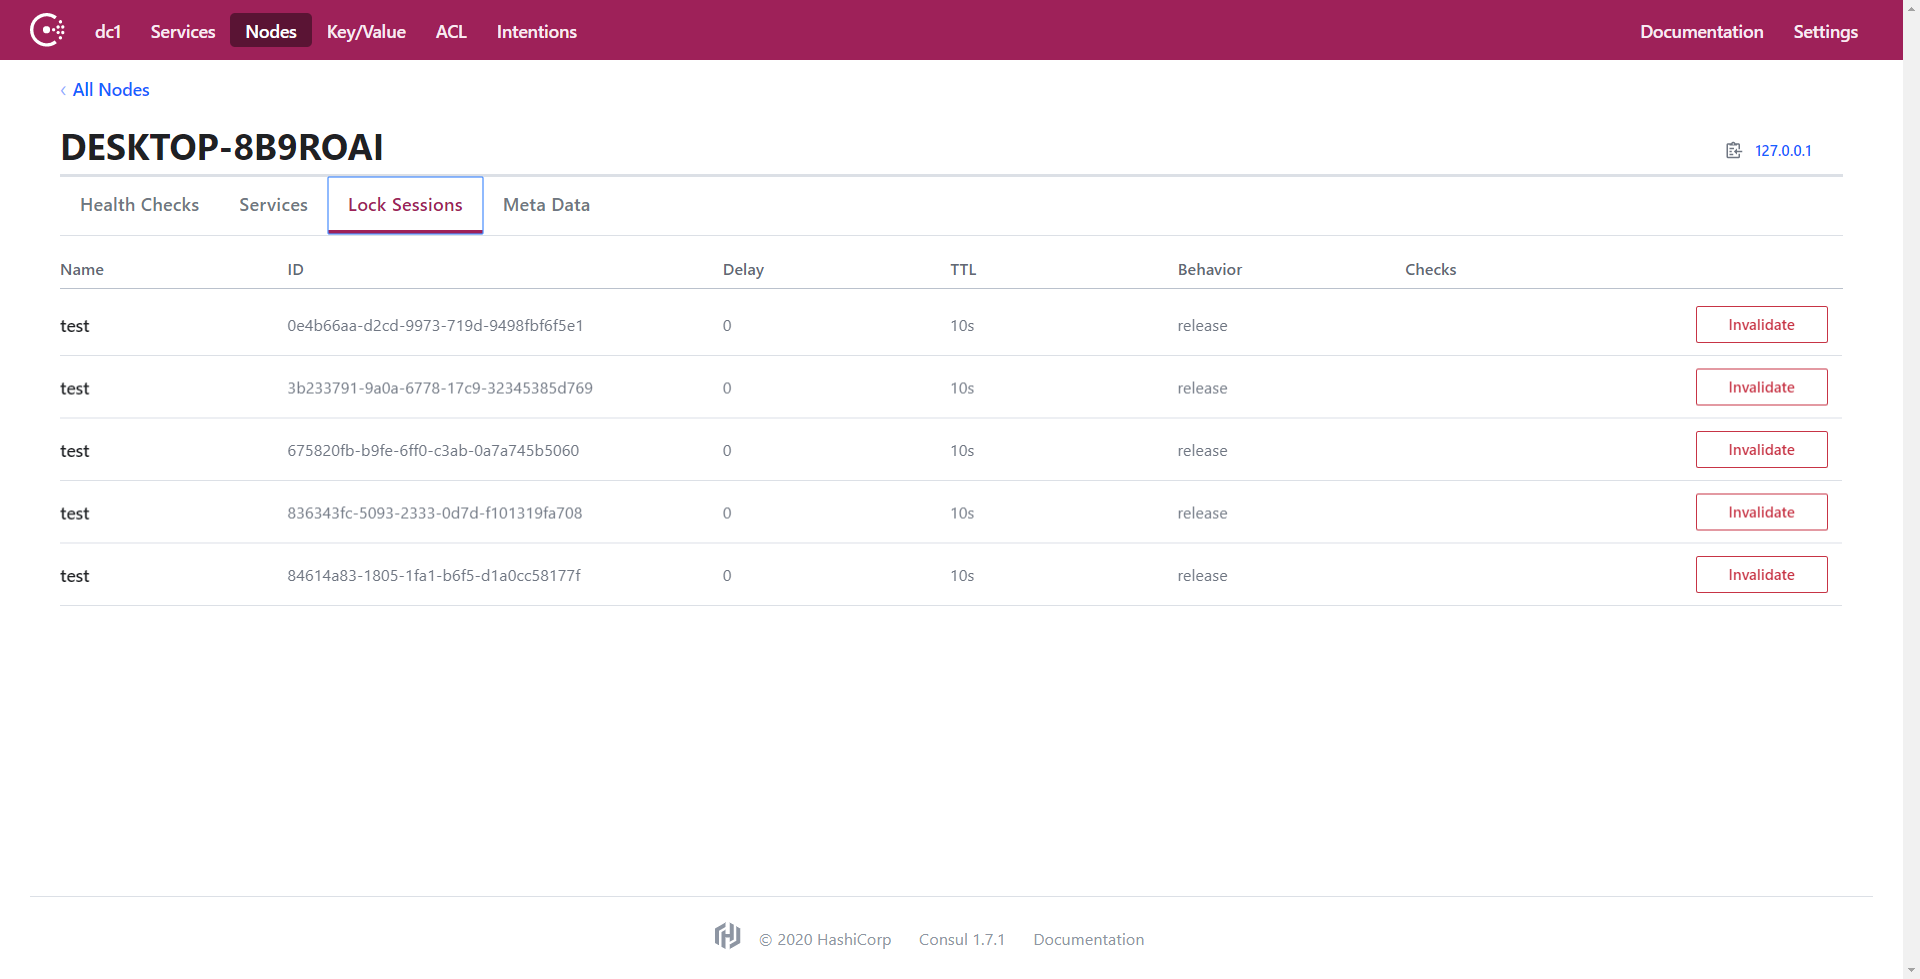 dc1 Services Nodes Key/Value ACL Intentions Documentation Settings
‹ All Nodes
DESKTOP-8B9ROAI 127.0.0.1
Health Checks Services Lock Sessions Meta Data
Name ID Delay TTL Behavior Checks
test 0e4b66aa-d2cd-9973-719d-9498fbf6f5e1 0 10s release Invalidate
test 3b233791-9a0a-6778-17c9-32345385d769 0 10s release Invalidate
test 675820fb-b9fe-6ff0-c3ab-0a7a745b5060 0 10s release Invalidate
test 836343fc-5093-2333-0d7d-f101319fa708 0 10s release Invalidate
test 84614a83-1805-1fa1-b6f5-d1a0cc58177f 0 10s release Invalidate
© 2020 HashiCorp Consul 1.7.1 Documentation